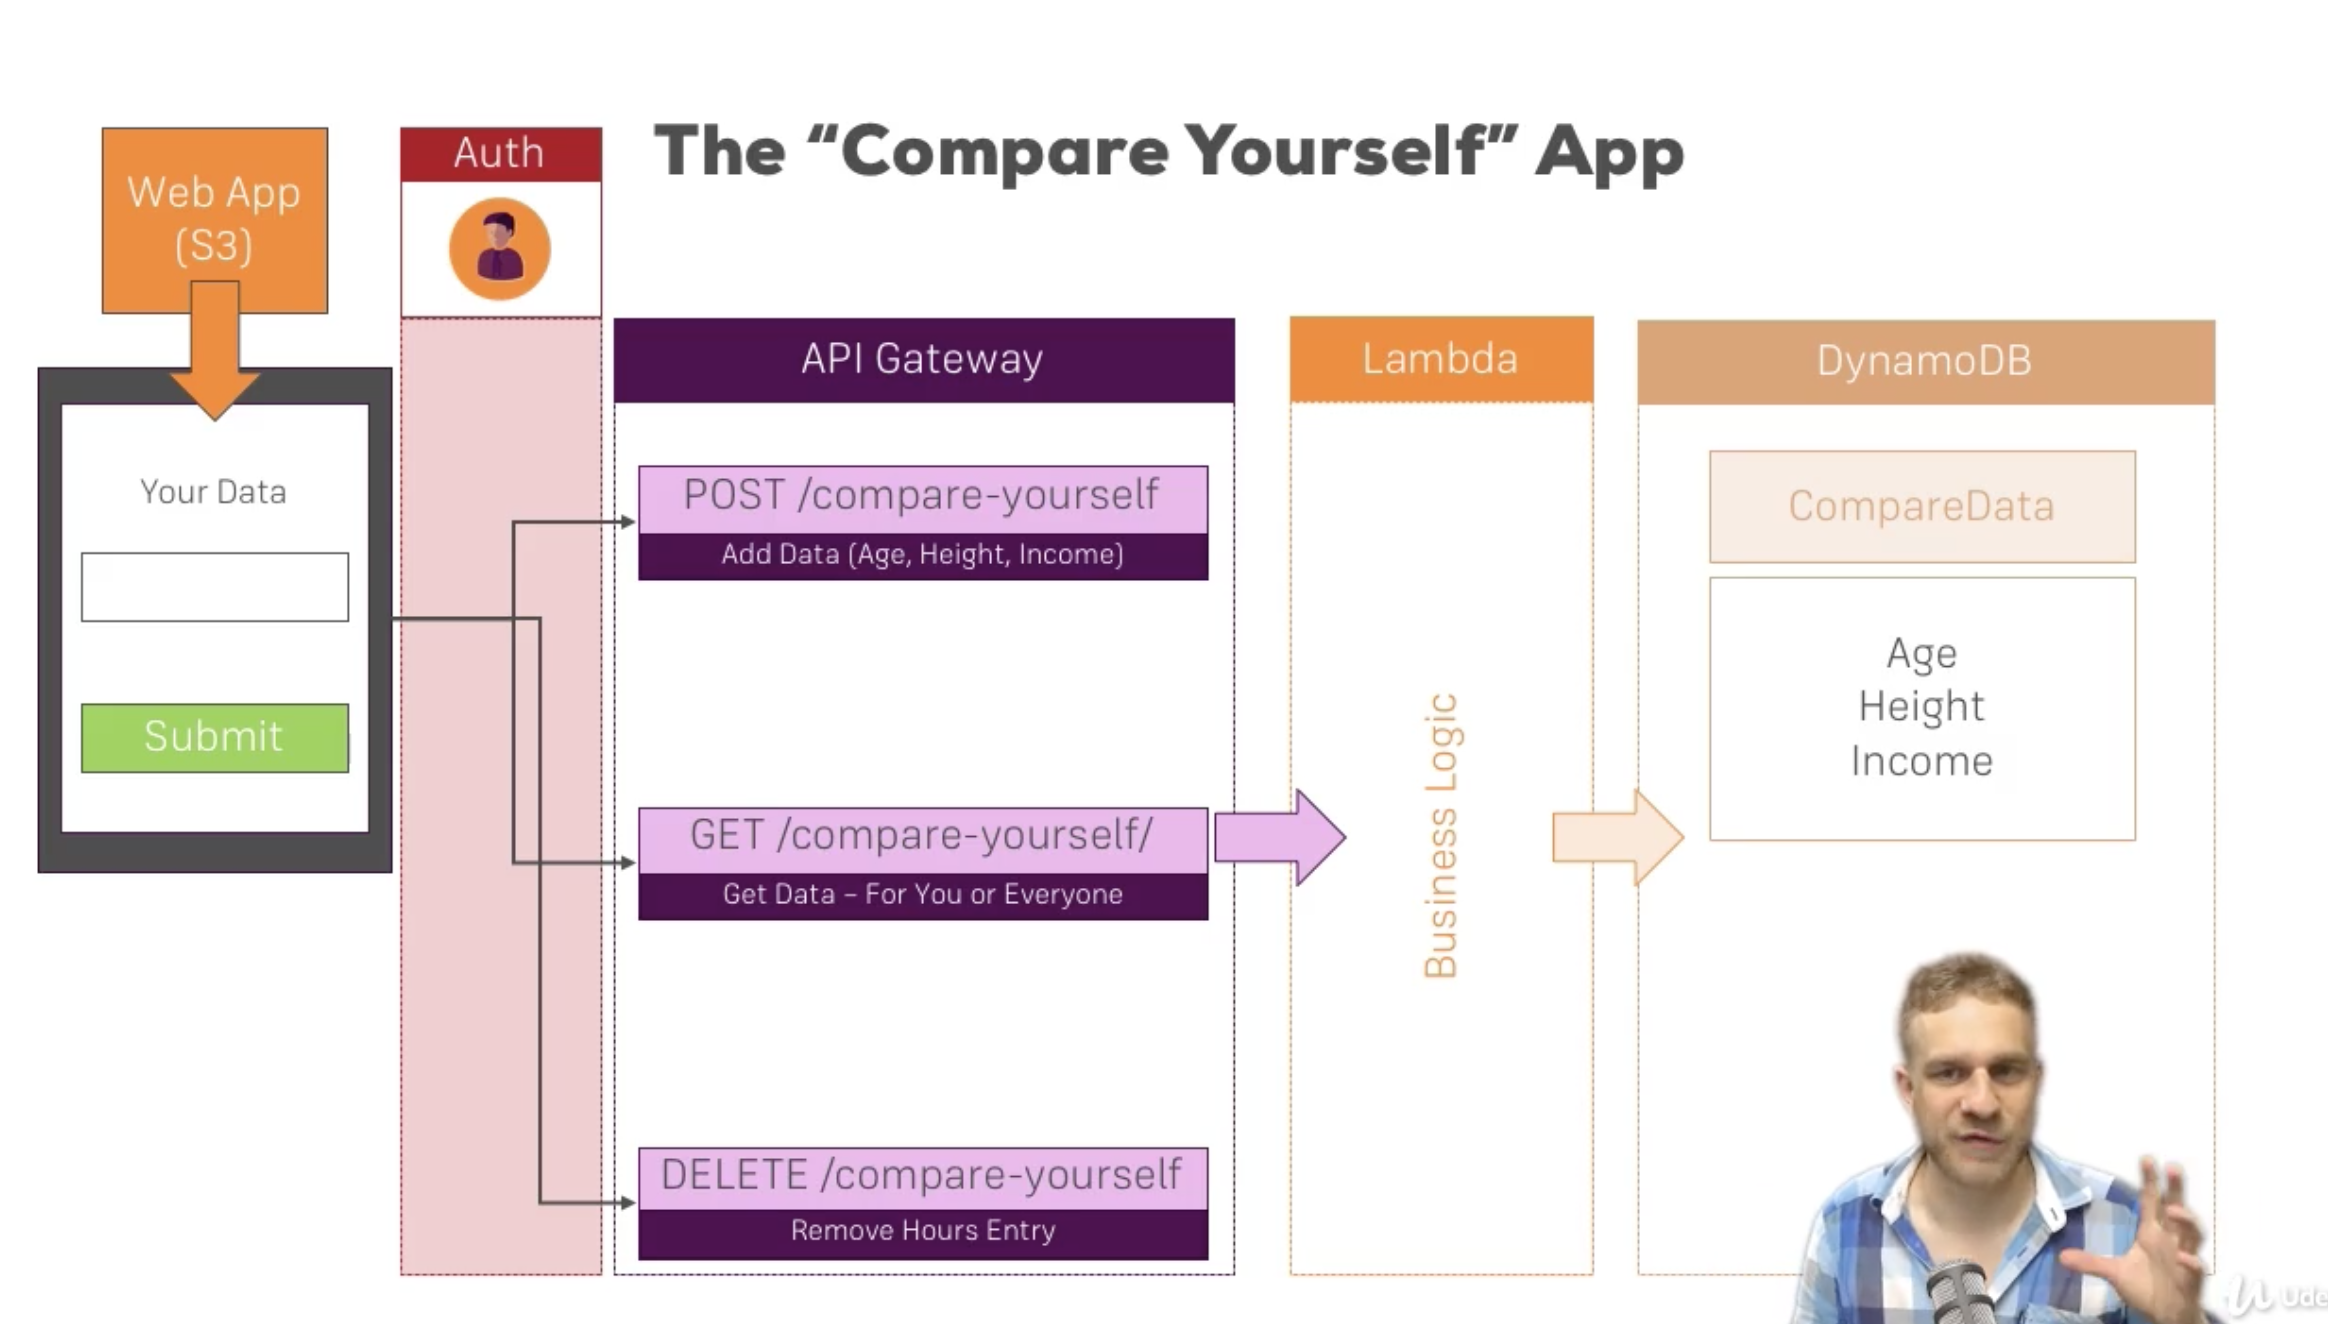 The “Compare Yourself” App
Web App
(S3)
Auth
Your Data
Submit
API Gateway
POST /compare-yourself
Add Data (Age, Height, Income)
GET /compare-yourself/
Get Data – For You or Everyone
DELETE /compare-yourself
Remove Hours Entry
Lambda
Business Logic
DynamoDB
CompareData
Age
Height
Income